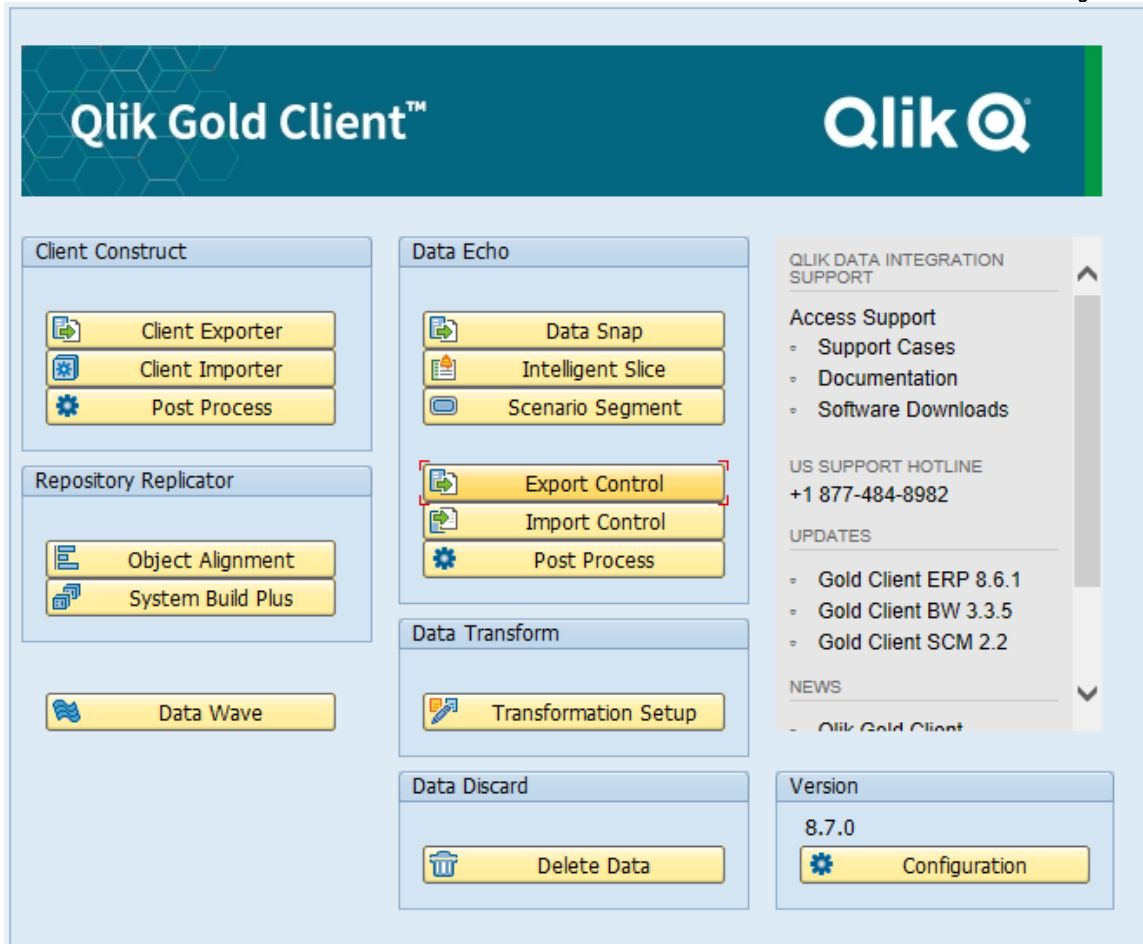 Qlik Gold Client™
Qlik
Client Construct
Client Exporter
Client Importer
Post Process
Repository Replicator
Object Alignment
System Build Plus
Data Wave
Data Echo
Data Snap
Intelligent Slice
Scenario Segment
Export Control
Import Control
Post Process
Data Transform
Transformation Setup
Data Discard
Delete Data
QLIK DATA INTEGRATION
SUPPORT
Access Support
Support Cases
Documentation
Software Downloads
US SUPPORT HOTLINE
+1 877-484-8982
UPDATES
Gold Client ERP 8.6.1
Gold Client BW 3.3.5
Gold Client SCM 2.2
NEWS
Qlik Gold Client
Version
8.7.0
Configuration